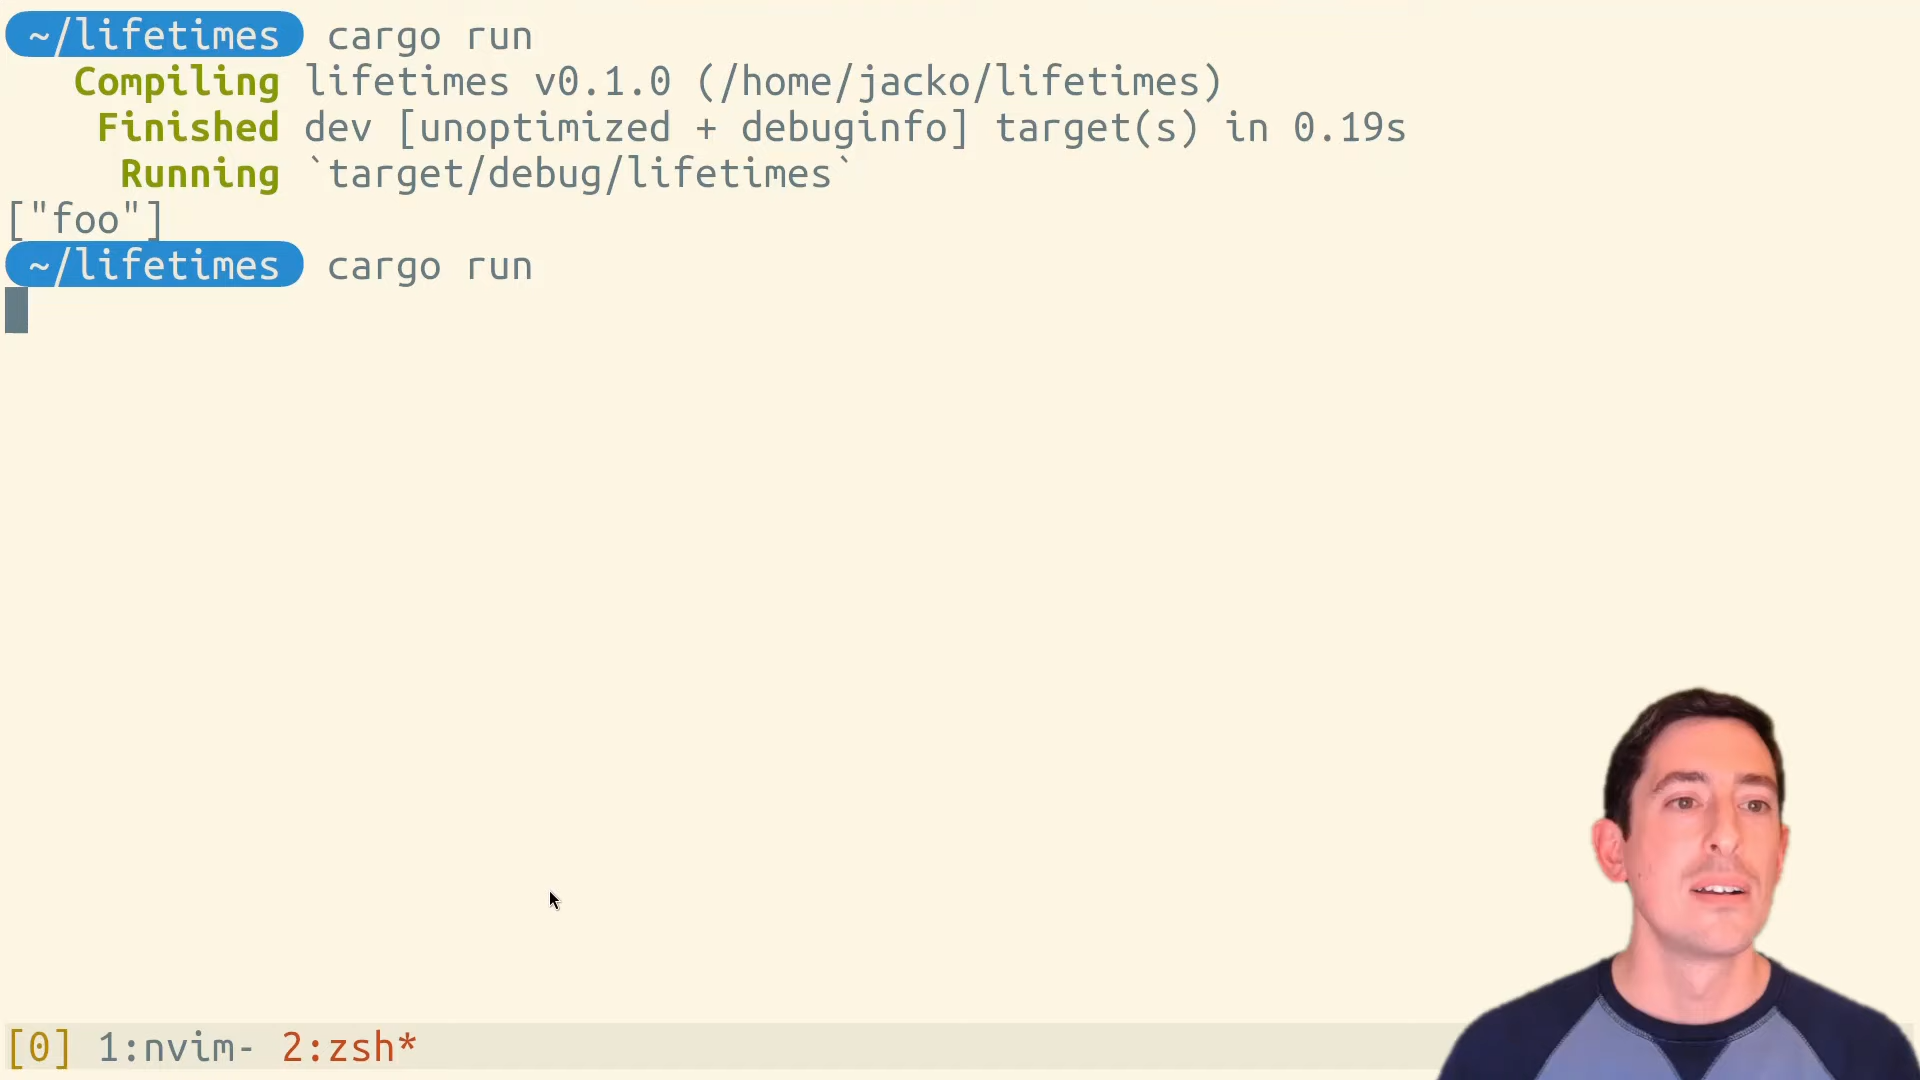 ~/lifetimes cargo run
Compiling lifetimes v0.1.0 (/home/jacko/lifetimes)
Finished dev [unoptimized + debuginfo] target(s) in 0.19s
Running `target/debug/lifetimes`
["foo"]
~/lifetimes cargo run
[0] 1:nvim- 2:zsh*